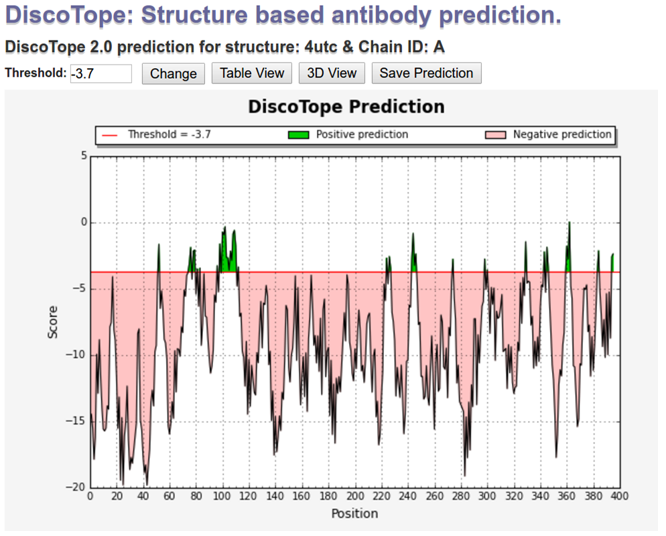 DiscoTope: Structure based antibody prediction.
DiscoTope 2.0 prediction for structure: 4utc & Chain ID: A
Threshold: -3.7 Change Table View 3D View Save Prediction
DiscoTope Prediction
Threshold = -3.7 Positive prediction Negative prediction
5
0
−5
−10
−15
−20
Score
0 20 40 60 80 100 120 140 160 180 200 220 240 260 280 300 320 340 360 380 400
Position